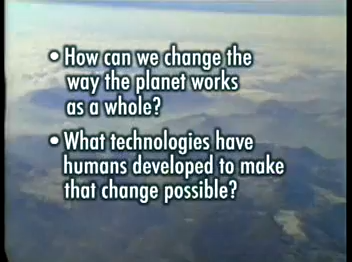 • How can we change the
way the planet works
as a whole?
• What technologies have
humans developed to make
that change possible?